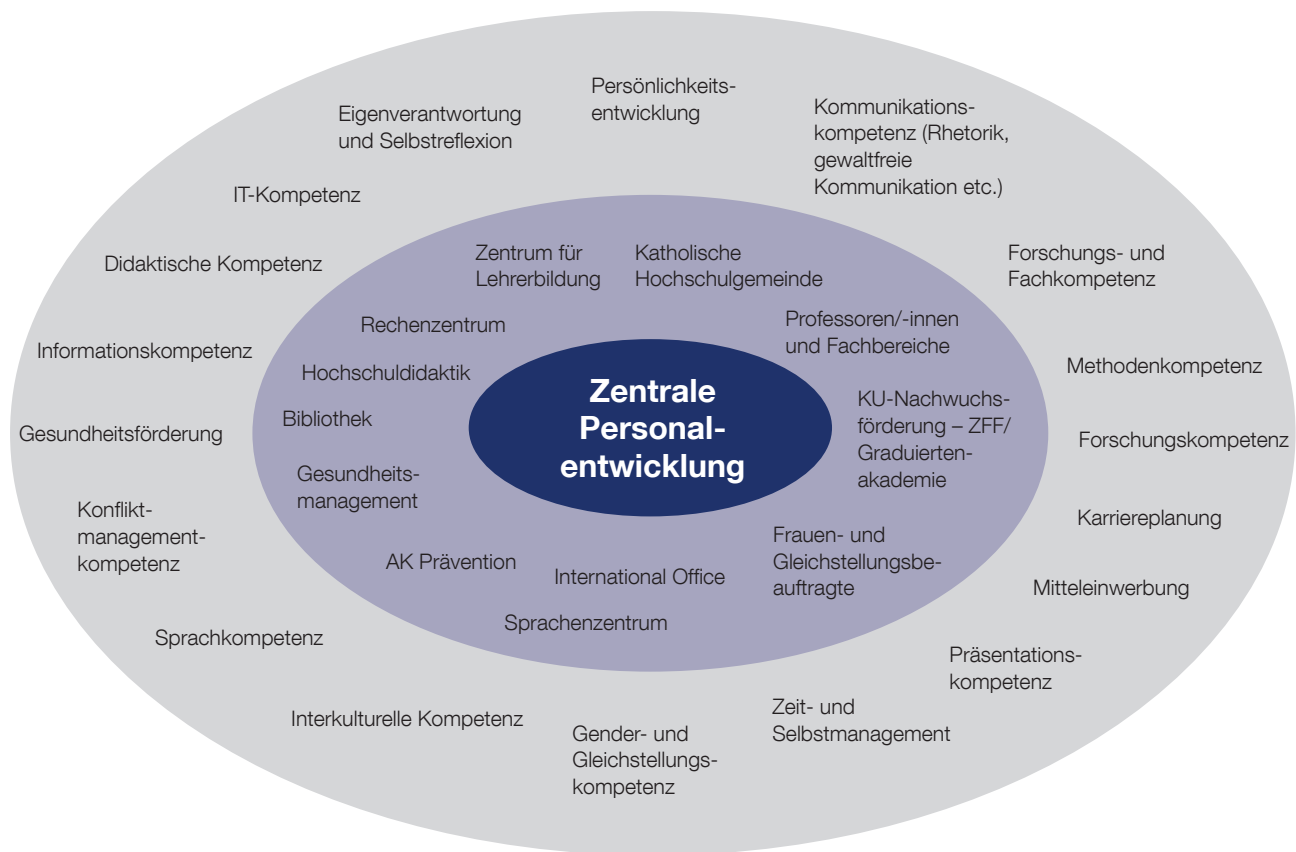 Persönlichkeits-
entwicklung
Eigenverantwortung
und Selbstreflexion
Kommunikations-
kompetenz (Rhetorik,
gewaltfreie
Kommunikation etc.)
IT-Kompetenz
Didaktische Kompetenz
Zentrum für
Lehrerbildung
Katholische
Hochschulgemeinde
Forschungs- und
Fachkompetenz
Rechenzentrum
Professoren/-innen
und Fachbereiche
Informationskompetenz
Hochschuldidaktik
Methodenkompetenz
Zentrale
Personal-
entwicklung
Bibliothek
KU-Nachwuchs-
förderung – ZFF/
Graduierten-
akademie
Gesundheitsförderung
Forschungskompetenz
Gesundheits-
management
Konflikt-
management-
kompetenz
Karriereplanung
AK Prävention
International Office
Frauen- und
Gleichstellungsbe-
auftragte
Mitteleinwerbung
Sprachenzentrum
Sprachkompetenz
Präsentations-
kompetenz
Interkulturelle Kompetenz
Gender- und
Gleichstellungs-
kompetenz
Zeit- und
Selbstmanagement